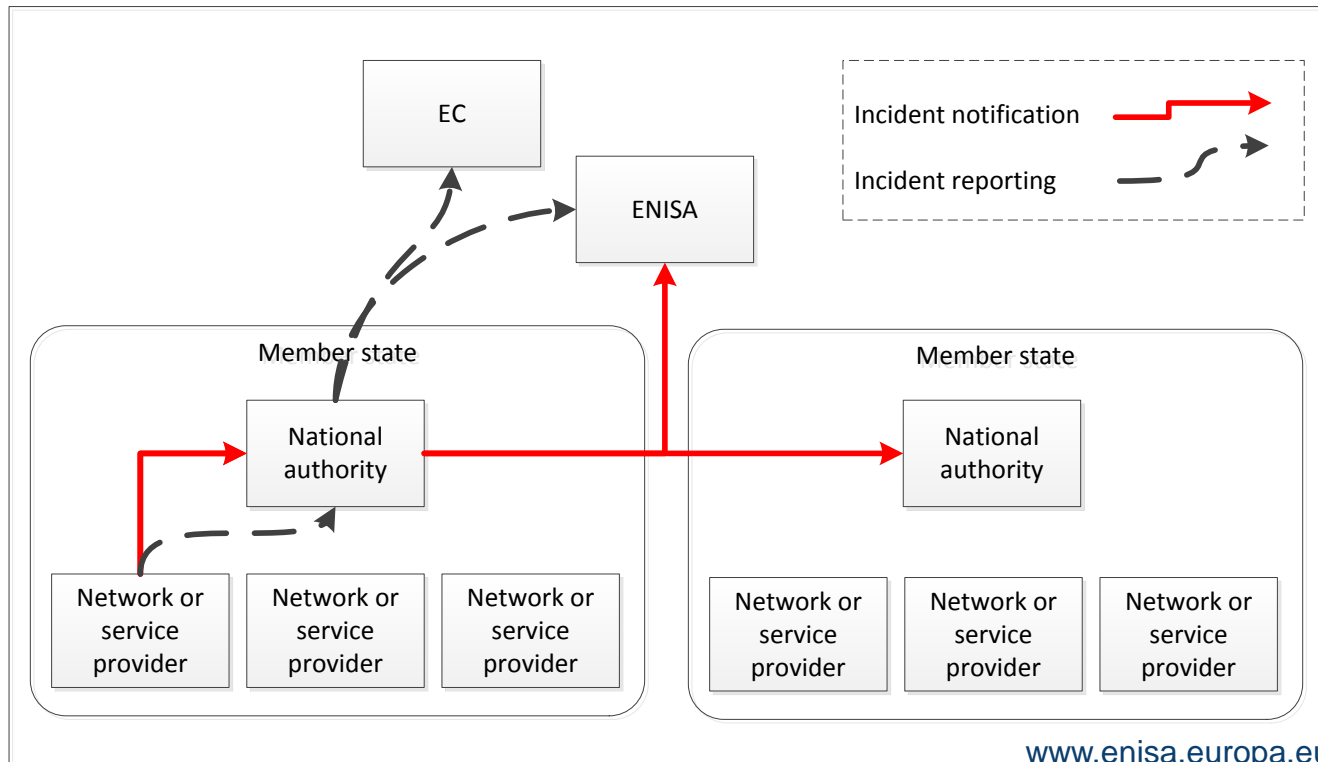 EC
Incident notification
Incident reporting
ENISA
Member state
National
authority
Network or
service
provider
Network or
service
provider
Network or
service
provider
Member state
National
authority
Network or
service
provider
Network or
service
provider
Network or
service
provider
www.enisa.europa.eu